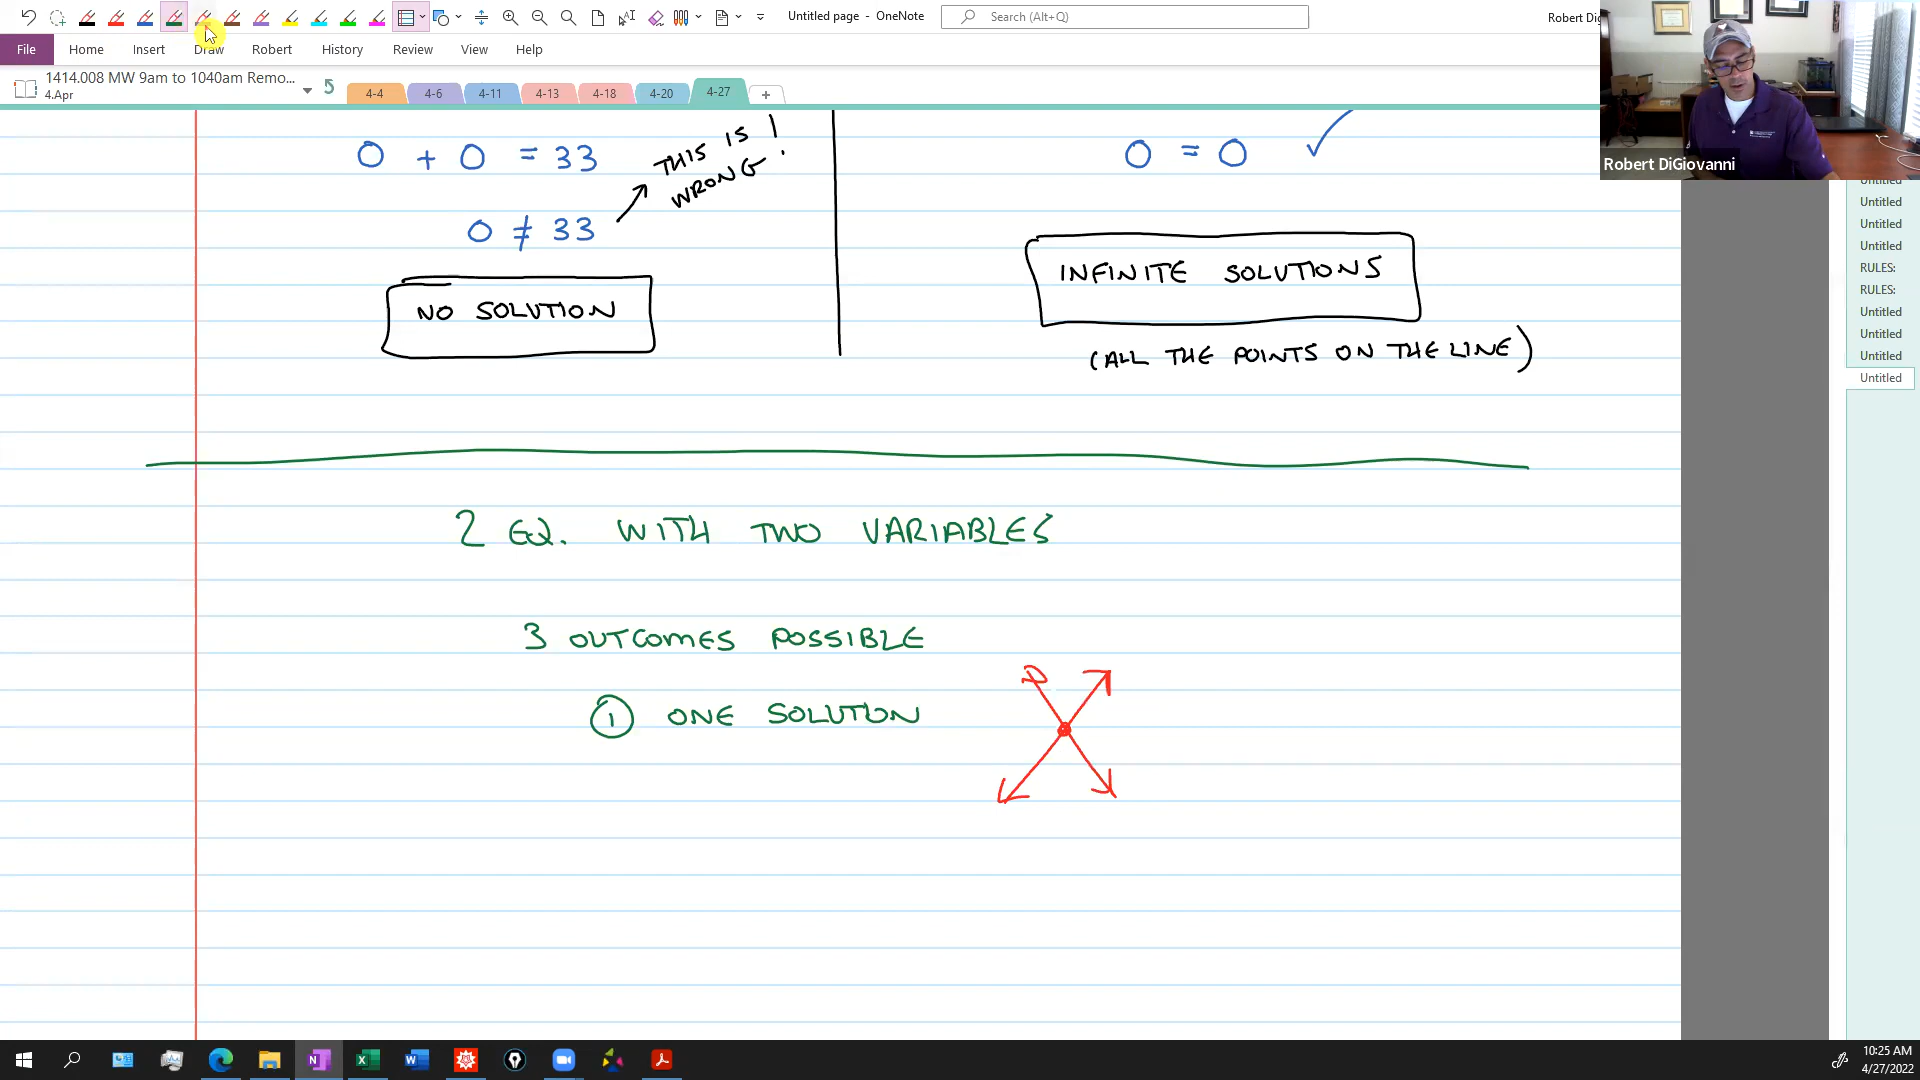 Untitled page - OneNote
Search (Alt+Q)
Robert Di
File
Home
Insert
Draw
Robert
History
Review
View
Help
1414.008 MW 9am to 1040am Remo...
4.Apr
4-4
4-6
4-11
4-13
4-18
4-20
4-27
0 + 0 = 33
THIS IS !
WRONG
0 = 0 ✓
0 ≠ 33
NO SOLUTION
INFINITE SOLUTIONS
(ALL THE POINTS ON THE LINE)
2 EQ. WITH TWO VARIABLES
3 OUTCOMES POSSIBLE
① ONE SOLUTION
Robert DiGiovanni
Untitled
Untitled
Untitled
Untitled
RULES:
RULES:
Untitled
Untitled
Untitled
Untitled
10:25 AM
4/27/2022